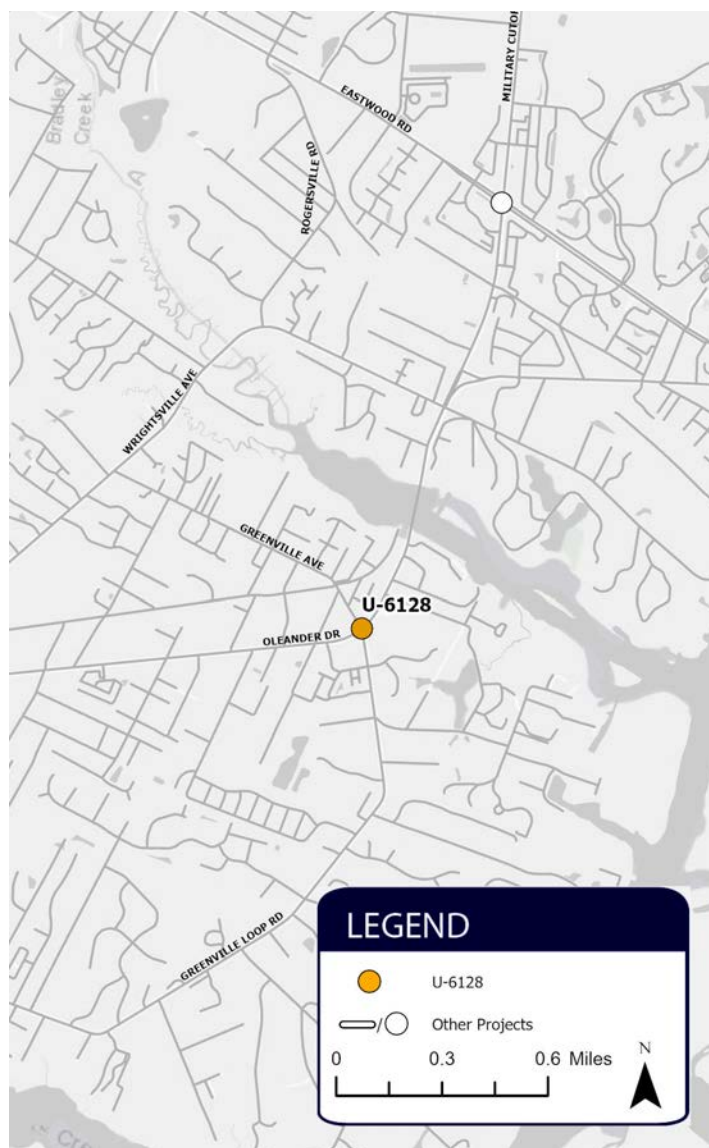 MILITARY CUTOF
Bradley
Creek
EASTWOOD RD
ROGERSVILLE RD
WRIGHTSVILLE AVE
GREENVILLE AVE
U-6128
OLEANDER DR
GREENVILLE LOOP RD
LEGEND
U-6128
Other Projects
0 0.3 0.6 Miles
N